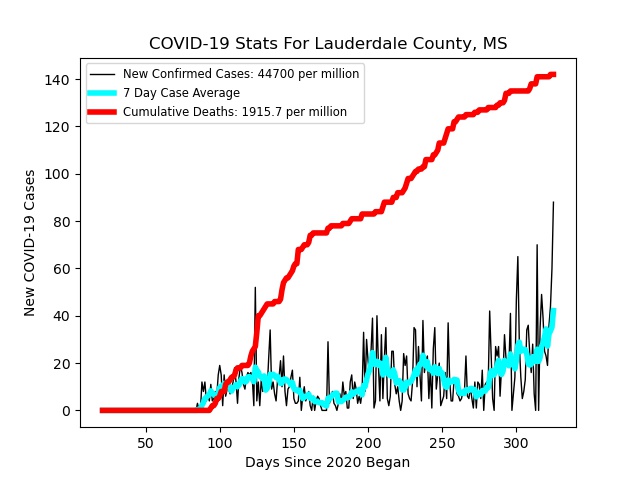 COVID-19 Stats For Lauderdale County, MS
New Confirmed Cases: 44700 per million
7 Day Case Average
Cumulative Deaths: 1915.7 per million
New COVID-19 Cases
140
120
100
80
60
40
20
0
50
100
150
200
250
300
Days Since 2020 Began